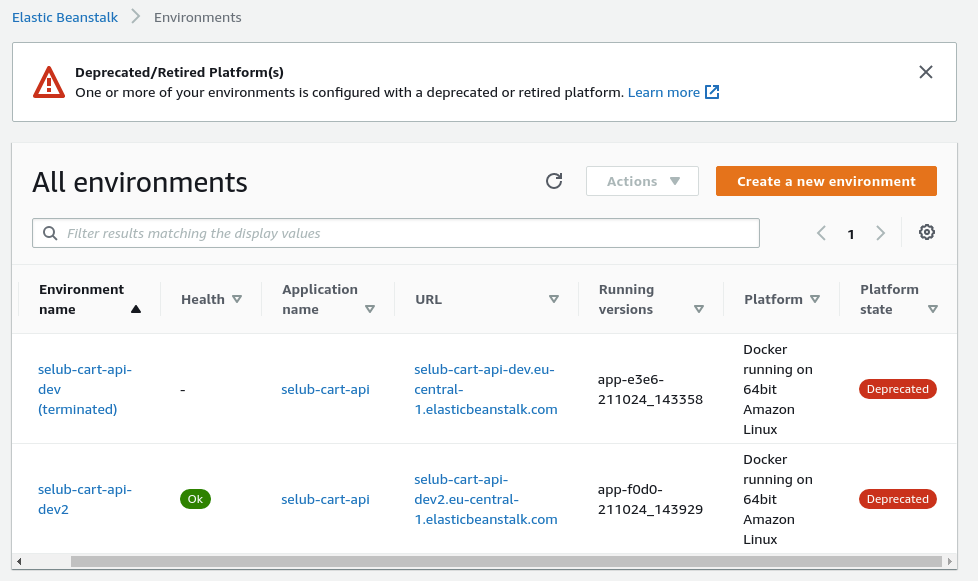 Elastic Beanstalk > Environments
Deprecated/Retired Platform(s)
One or more of your environments is configured with a deprecated or retired platform. Learn more
All environments
Actions
Create a new environment
Filter results matching the display values
1
Environment
name
Health
Application
name
URL
Running
versions
Platform
Platform
state
selub-cart-api-
dev
(terminated)
-
selub-cart-api
selub-cart-api-dev.eu-
central-
1.elasticbeanstalk.com
app-e3e6-
211024_143358
Docker
running on
64bit
Amazon
Linux
Deprecated
selub-cart-api-
dev2
Ok
selub-cart-api
selub-cart-api-
dev2.eu-central-
1.elasticbeanstalk.com
app-f0d0-
211024_143929
Docker
running on
64bit
Amazon
Linux
Deprecated